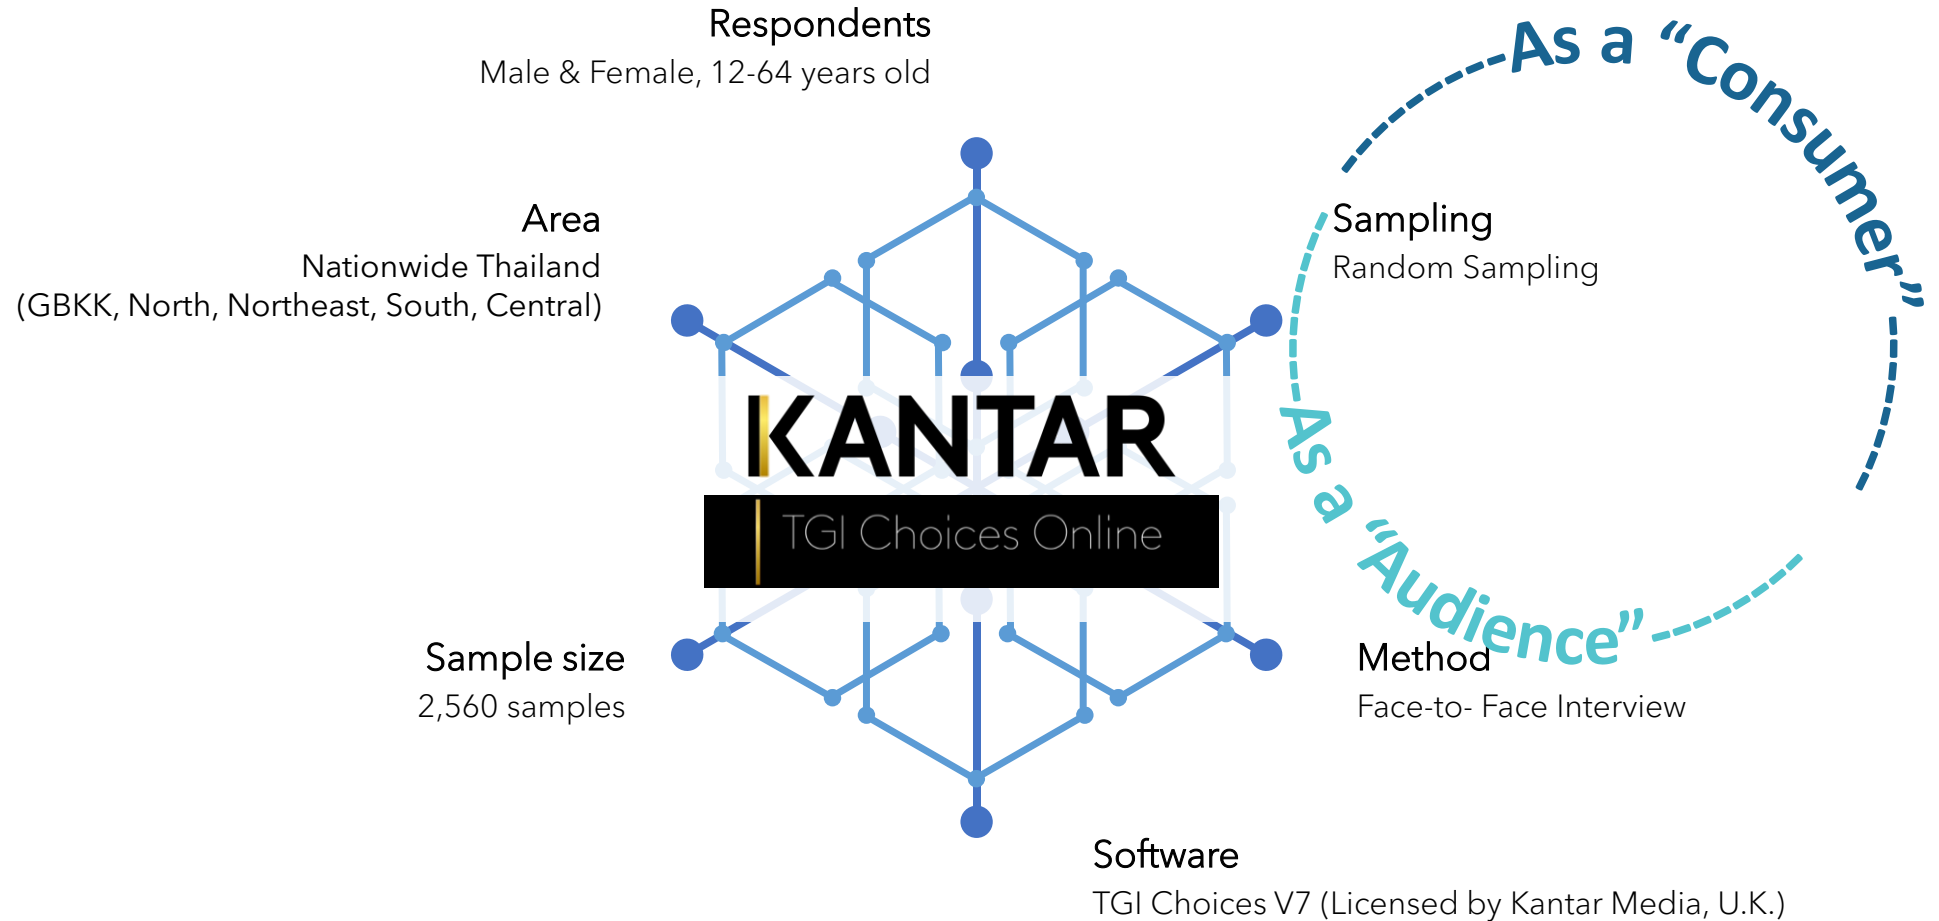 Respondents
Male & Female, 12-64 years old
As a “Consumer”
Area
Nationwide Thailand
(GBKK, North, Northeast, South, Central)
Sampling
Random Sampling
KANTAR
TGI Choices Online
As a “Audience”
Sample size
2,560 samples
Method
Face-to- Face Interview
Software
TGI Choices V7 (Licensed by Kantar Media, U.K.)